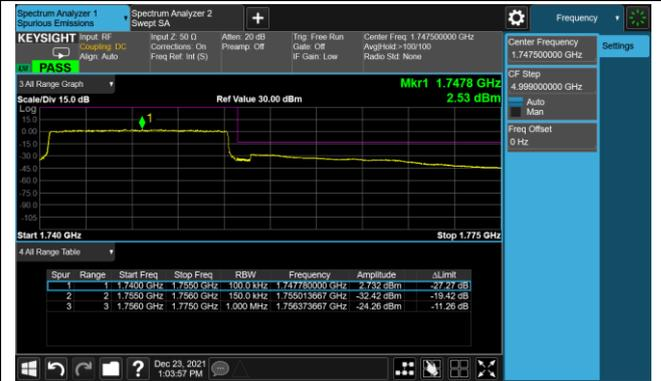 Spectrum Analyzer 1
Spurious Emissions
Spectrum Analyzer 2
Swept SA
Frequency
KEYSIGHT
Input: RF
Coupling: DC
Align: Auto
Input Z: 50 Ω
Corrections: On
Freq Ref: Int (S)
Atten: 20 dB
Preamp: Off
Trig: Free Run
Gate: Off
IF Gain: Low
Center Freq: 1.747500000 GHz
Avg|Hold:>100/100
Radio Std: None
PASS
Center Frequency
1.747500000 GHz
Settings
CF Step
4.999000000 GHz
Auto
Man
Freq Offset
0 Hz
3 All Range Graph
Mkr1 1.7478 GHz
Scale/Div 15.0 dB
Ref Value 30.00 dBm
2.53 dBm
Log
15.0
0.00
-15.0
-30.0
-45.0
-60.0
-75.0
-90.0
-105
1
Start 1.740 GHz
Stop 1.775 GHz
4 All Range Table
Spur Range Start Freq Stop Freq RBW Frequency Amplitude ΔLimit
1 1 1.7400 GHz 1.7550 GHz 100.0 kHz 1.747780000 GHz 2.732 dBm -27.27 dB
2 2 1.7550 GHz 1.7560 GHz 150.0 kHz 1.755013667 GHz -32.42 dBm -19.42 dB
3 3 1.7560 GHz 1.7750 GHz 1.000 MHz 1.756373667 GHz -24.26 dBm -11.26 dB
Dec 23, 2021
1:03:57 PM